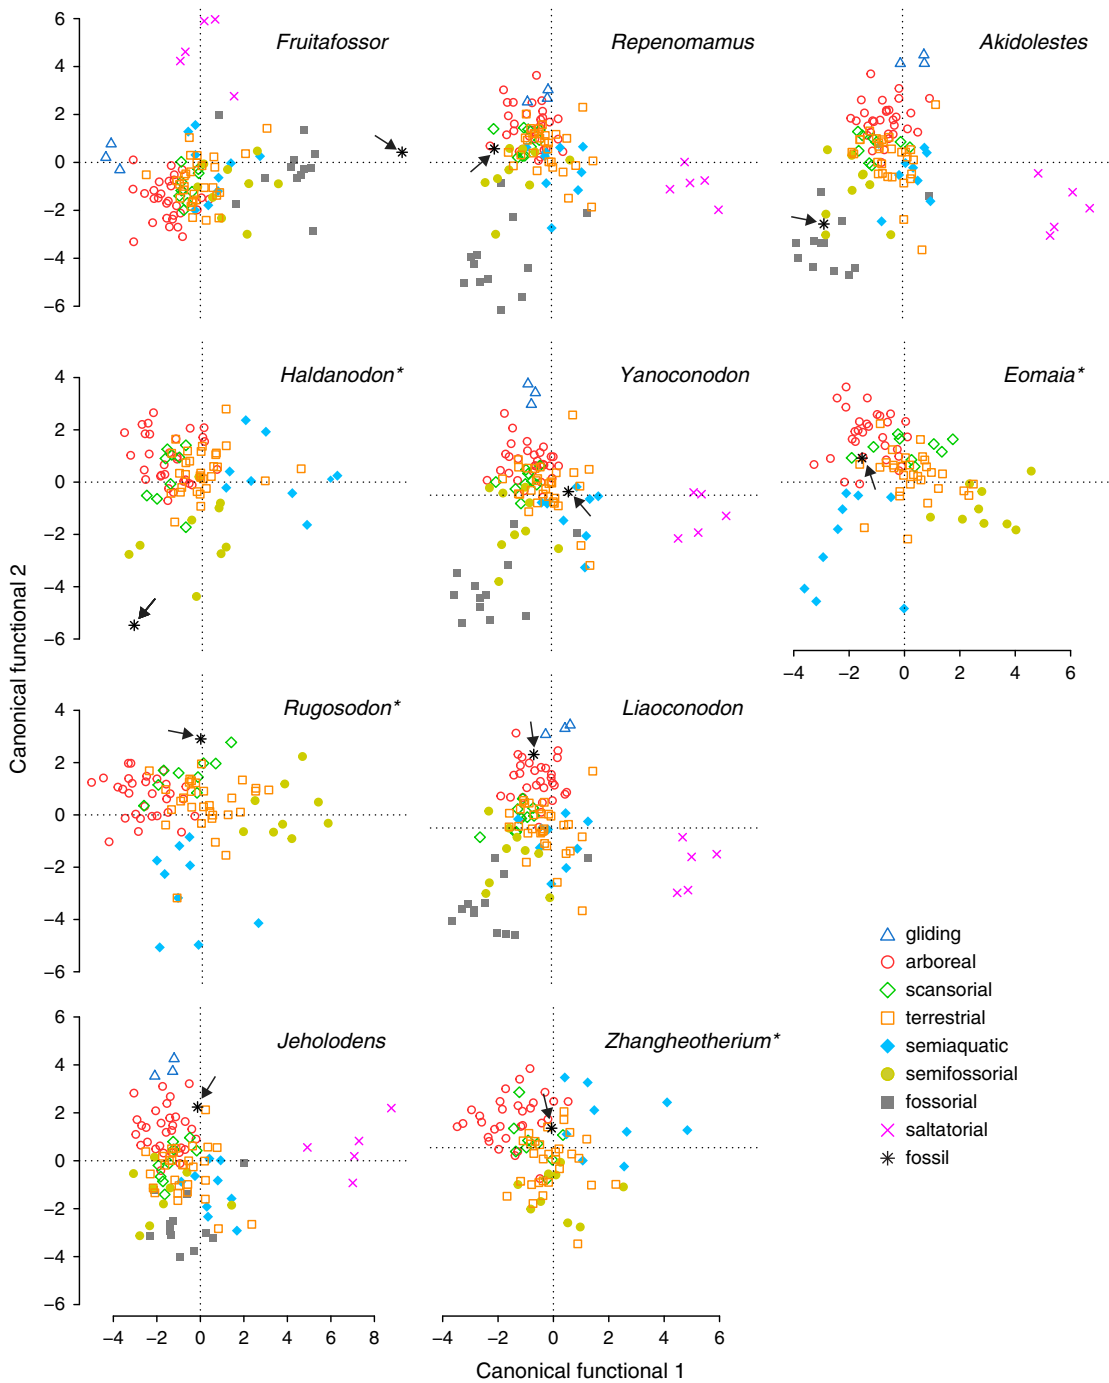 Fruitafossor
Repenomamus
Akidolestes
6
4
2
0
−2
−4
−6
Haldanodon*
Yanoconodon
Eomaia*
4
2
0
−2
−4
−6
−4 −2 0 2 4 6
Canonical functional 2
Rugosodon*
Liaoconodon
4
2
0
−2
−4
−6
gliding
arboreal
scansorial
terrestrial
semiaquatic
semifossorial
fossorial
saltatorial
fossil
Jeholodens
Zhangheotherium*
6
4
2
0
−2
−4
−6
−4 −2 0 2 4 6 8
−4 −2 0 2 4 6
Canonical functional 1